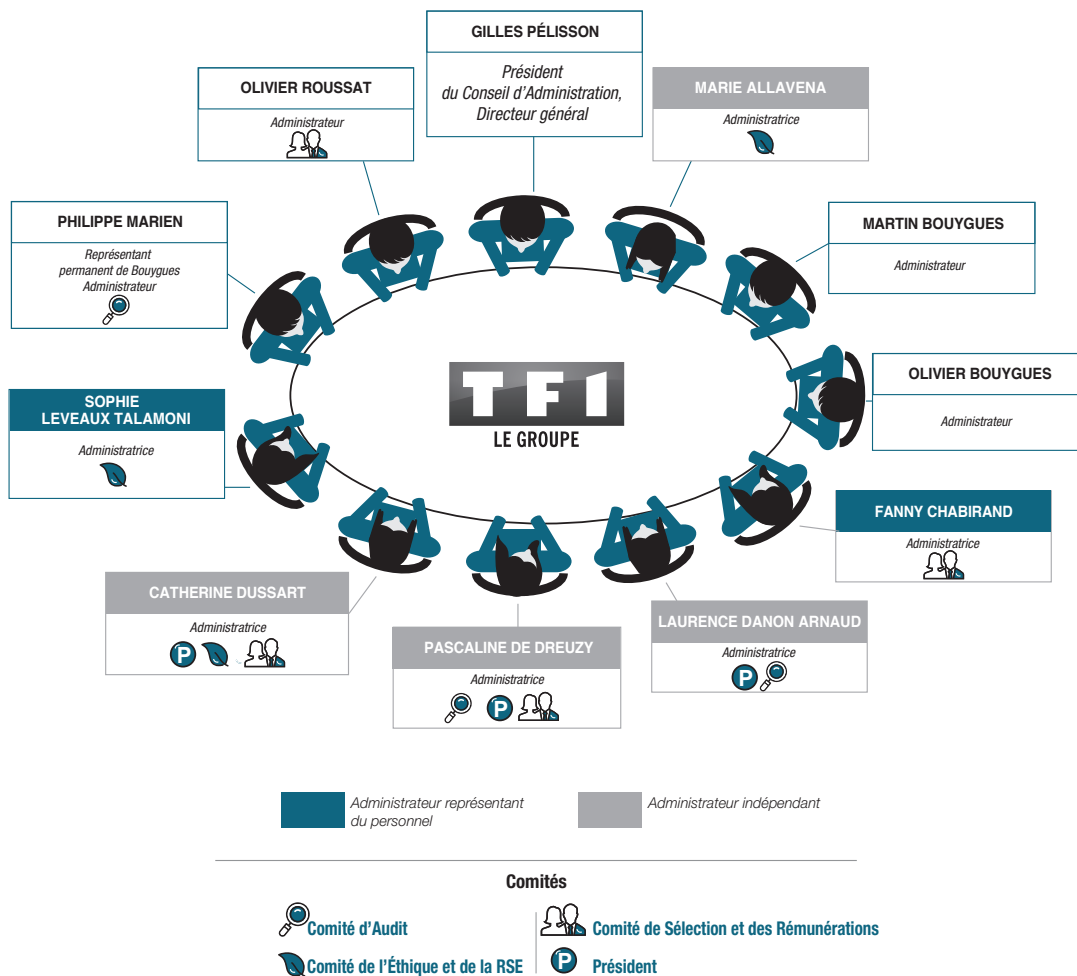 GILLES PÉLISSON
Président
du Conseil d’Administration,
Directeur général
OLIVIER ROUSSAT
Administrateur
MARIE ALLAVENA
Administratrice
PHILIPPE MARIEN
Représentant
permanent de Bouygues
Administrateur
MARTIN BOUYGUES
Administrateur
OLIVIER BOUYGUES
Administrateur
TF1
LE GROUPE
SOPHIE
LEVEAUX TALAMONI
Administratrice
FANNY CHABIRAND
Administratrice
CATHERINE DUSSART
Administratrice
P
PASCALINE DE DREUZY
Administratrice
P
LAURENCE DANON ARNAUD
Administratrice
P
Administrateur représentant
du personnel
Administrateur indépendant
Comités
Comité d’Audit
Comité de Sélection et des Rémunérations
Comité de l’Éthique et de la RSE
P Président